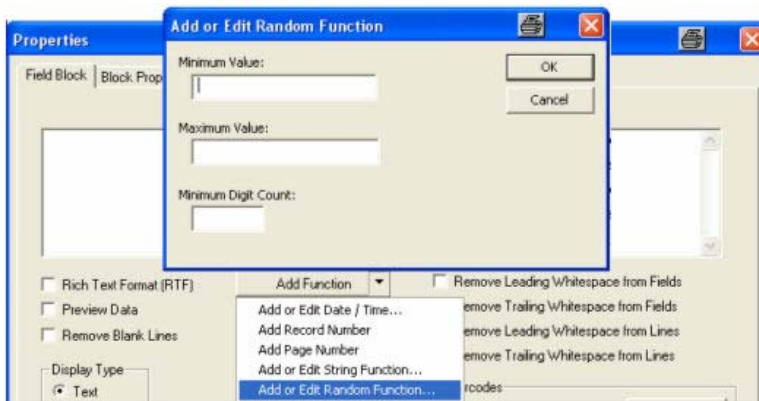 Add or Edit Random Function
Properties
Minimum Value:
OK
Field Block
Block Prop
Cancel
Maximum Value:
Minimum Digit Count:
Rich Text Format (RTF)
Add Function
Remove Leading Whitespace from Fields
Preview Data
Add or Edit Date / Time...
emove Trailing Whitespace from Fields
Remove Blank Lines
Add Record Number
emove Leading Whitespace from Lines
Add Page Number
emove Trailing Whitespace from Lines
Display Type
Add or Edit String Function...
Text
Add or Edit Random Function...
rcodes